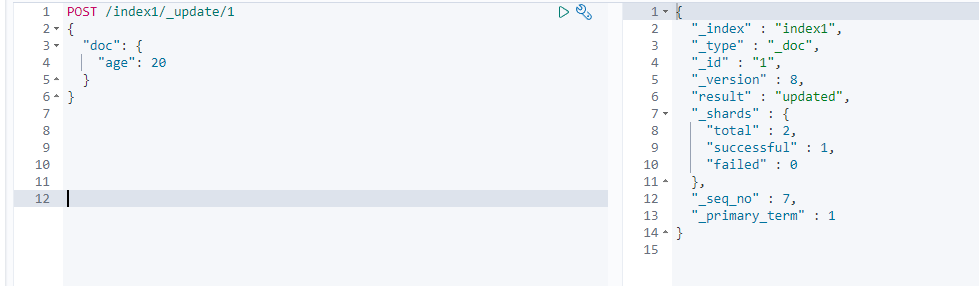 1 POST /index1/_update/1
2 {
3 "doc": {
4 "age": 20
5 }
6 }
7
8
9
10
11
12
1 {
2 "_index" : "index1",
3 "_type" : "_doc",
4 "_id" : "1",
5 "_version" : 8,
6 "result" : "updated",
7 "_shards" : {
8 "total" : 2,
9 "successful" : 1,
10 "failed" : 0
11 },
12 "_seq_no" : 7,
13 "_primary_term" : 1
14 }
15